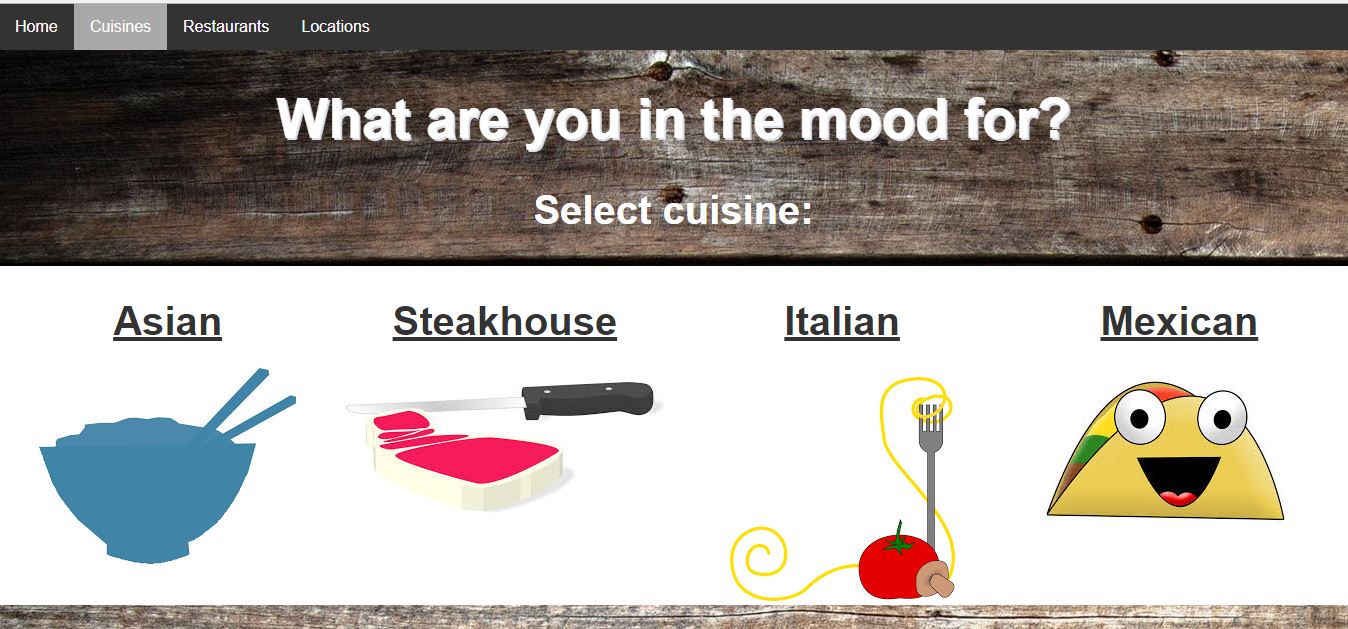 Home Cuisines Restaurants Locations
What are you in the mood for?
Select cuisine:
Asian Steakhouse Italian Mexican